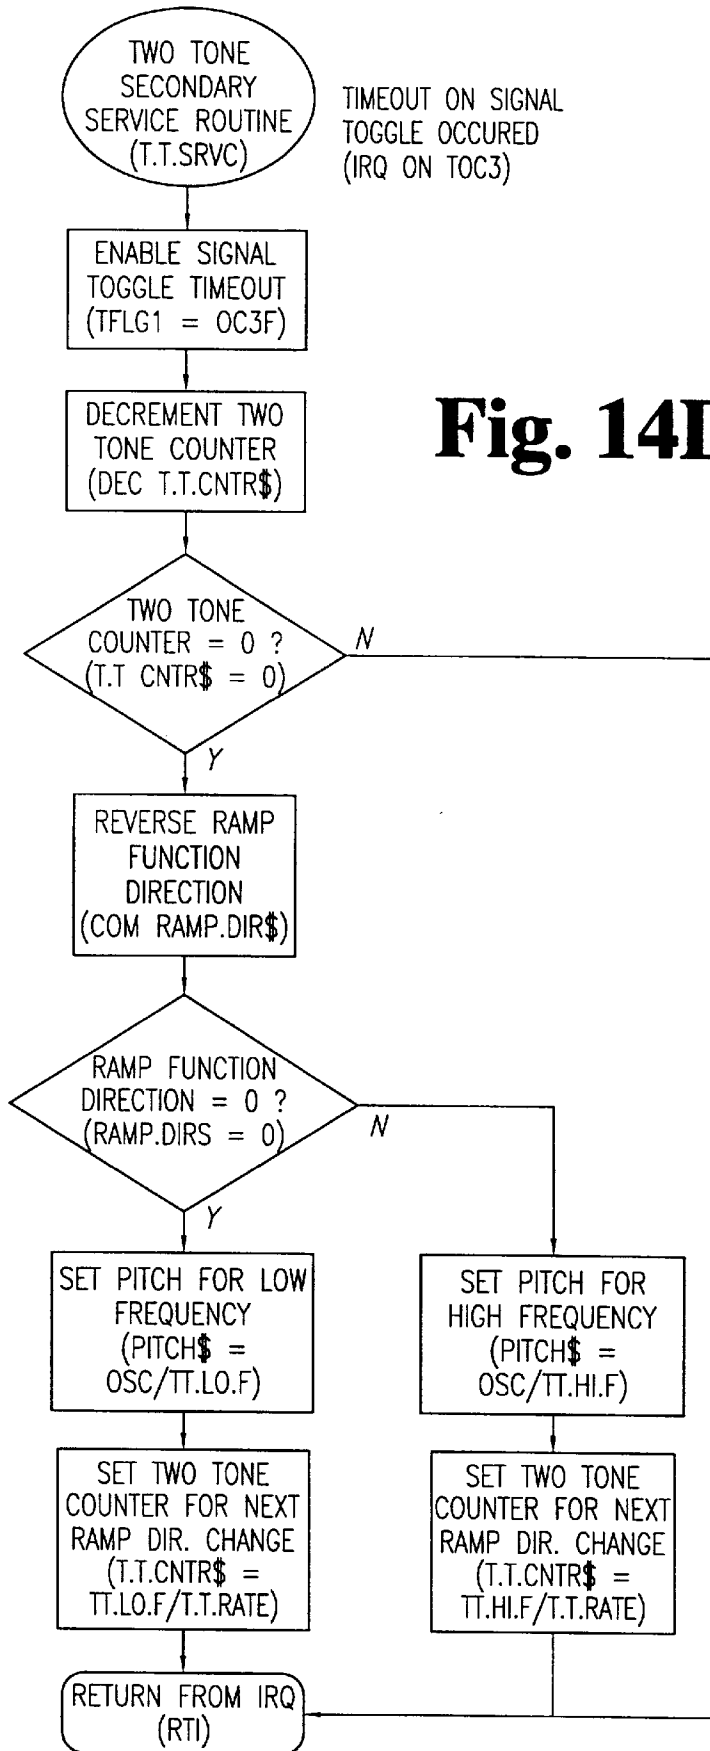 TWO TONE
SECONDARY
SERVICE ROUTINE
(T.T.SRVC)
TIMEOUT ON SIGNAL
TOGGLE OCCURED
(IRQ ON TOC3)
ENABLE SIGNAL
TOGGLE TIMEOUT
(TFLG1 = OC3F)
DECREMENT TWO
TONE COUNTER
(DEC T.T.CNTR$)
Fig. 14
TWO TONE
COUNTER = 0 ?
(T.T CNTR$ = 0)
N
Y
REVERSE RAMP
FUNCTION
DIRECTION
(COM RAMP.DIR$)
RAMP FUNCTION
DIRECTION = 0 ?
(RAMP.DIRS = 0)
N
Y
SET PITCH FOR LOW
FREQUENCY
(PITCH$ =
OSC/TT.LO.F)
SET PITCH FOR
HIGH FREQUENCY
(PITCH$ =
OSC/TT.HI.F)
SET TWO TONE
COUNTER FOR NEXT
RAMP DIR. CHANGE
(T.T.CNTR$ =
TT.LO.F/T.T.RATE)
SET TWO TONE
COUNTER FOR NEXT
RAMP DIR. CHANGE
(T.T.CNTR$ =
TT.HI.F/T.T.RATE)
RETURN FROM IRQ
(RTI)